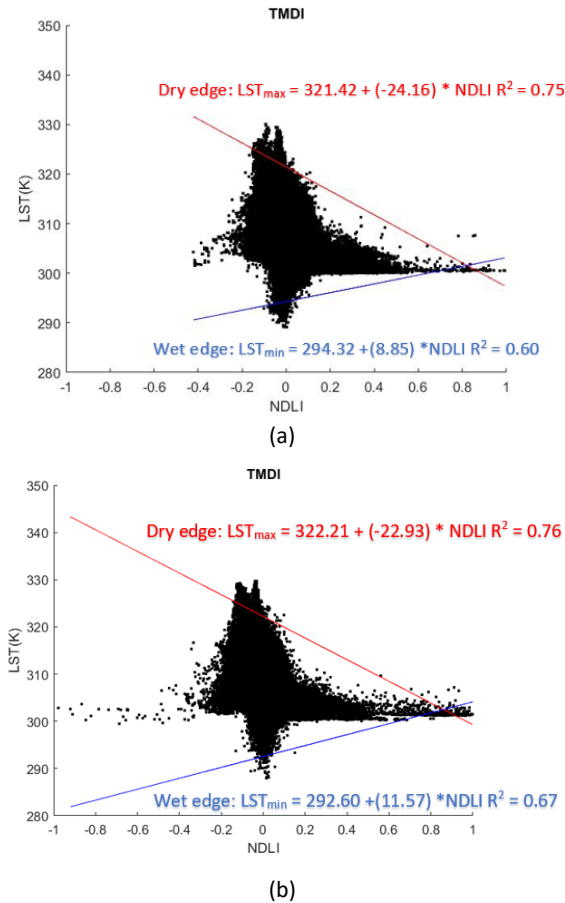 TMDI
350
Dry edge: LSTmax = 321.42 + (-24.16) * NDLI R² = 0.75
340
330
320
LST(K)
310
300
290
Wet edge: LSTmin = 294.32 +(8.85) *NDLI R² = 0.60
280
-1 -0.8 -0.6 -0.4 -0.2 0 0.2 0.4 0.6 0.8 1
NDLI
(a)
TMDI
350
Dry edge: LSTmax = 322.21 + (-22.93) * NDLI R² = 0.76
340
330
320
LST(K)
310
300
290
Wet edge: LSTmin = 292.60 +(11.57) *NDLI R² = 0.67
280
-1 -0.8 -0.6 -0.4 -0.2 0 0.2 0.4 0.6 0.8 1
NDLI
(b)